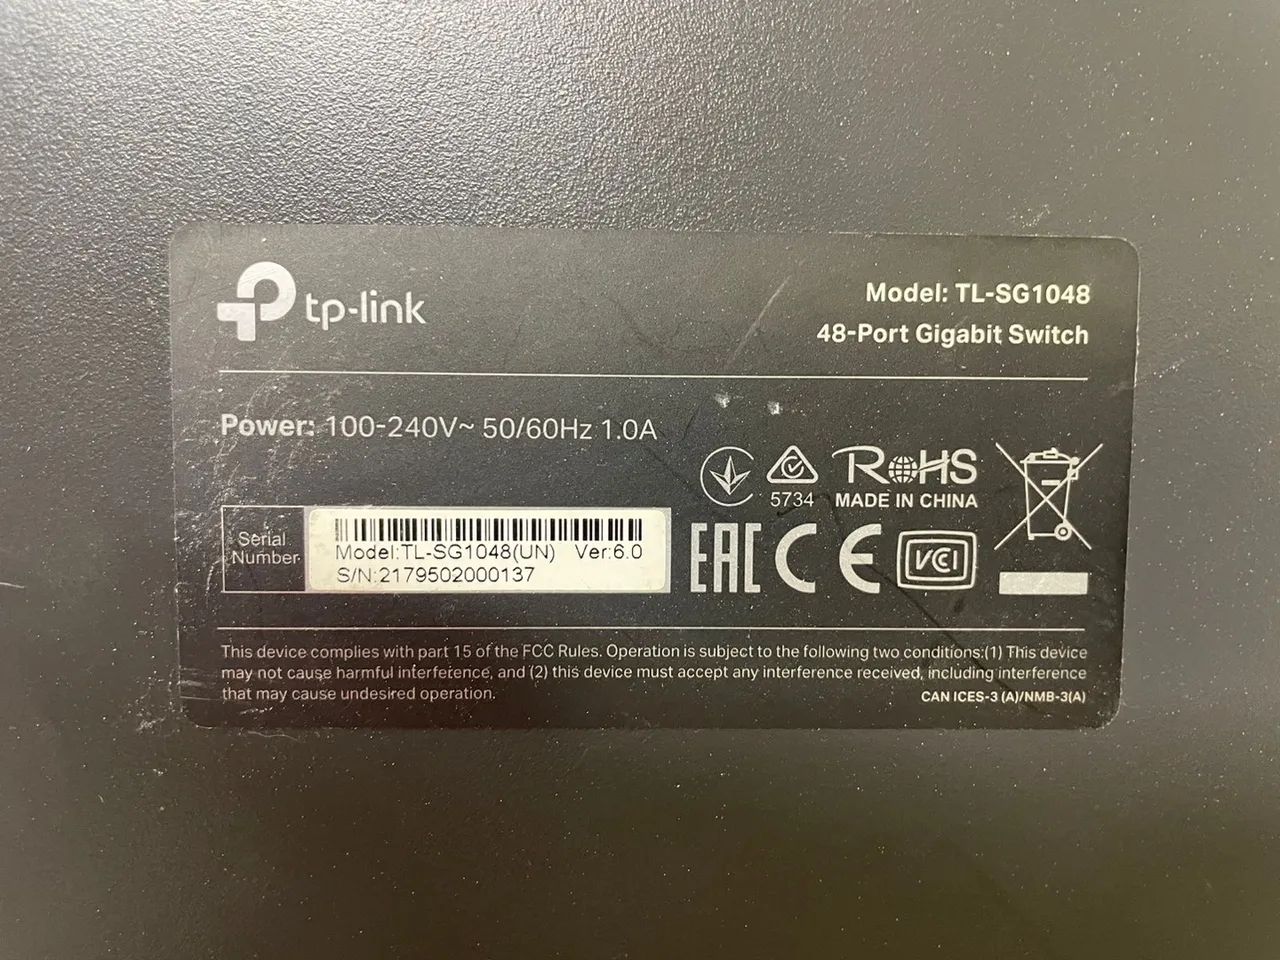 tp-link
Model: TL-SG1048
48-Port Gigabit Switch
Power: 100-240V~ 50/60Hz 1.0A
5734
RoHS
MADE IN CHINA
Serial
Number
Model:TL-SG1048(UN) Ver:6.0
S/N:2179502000137
EAC CE VCCI
This device complies with part 15 of the FCC Rules. Operation is subject to the following two conditions:(1) This device
may not cause harmful interference, and (2) this device must accept any interference received, including interference
that may cause undesired operation.
CAN ICES-3 (A)/NMB-3(A)